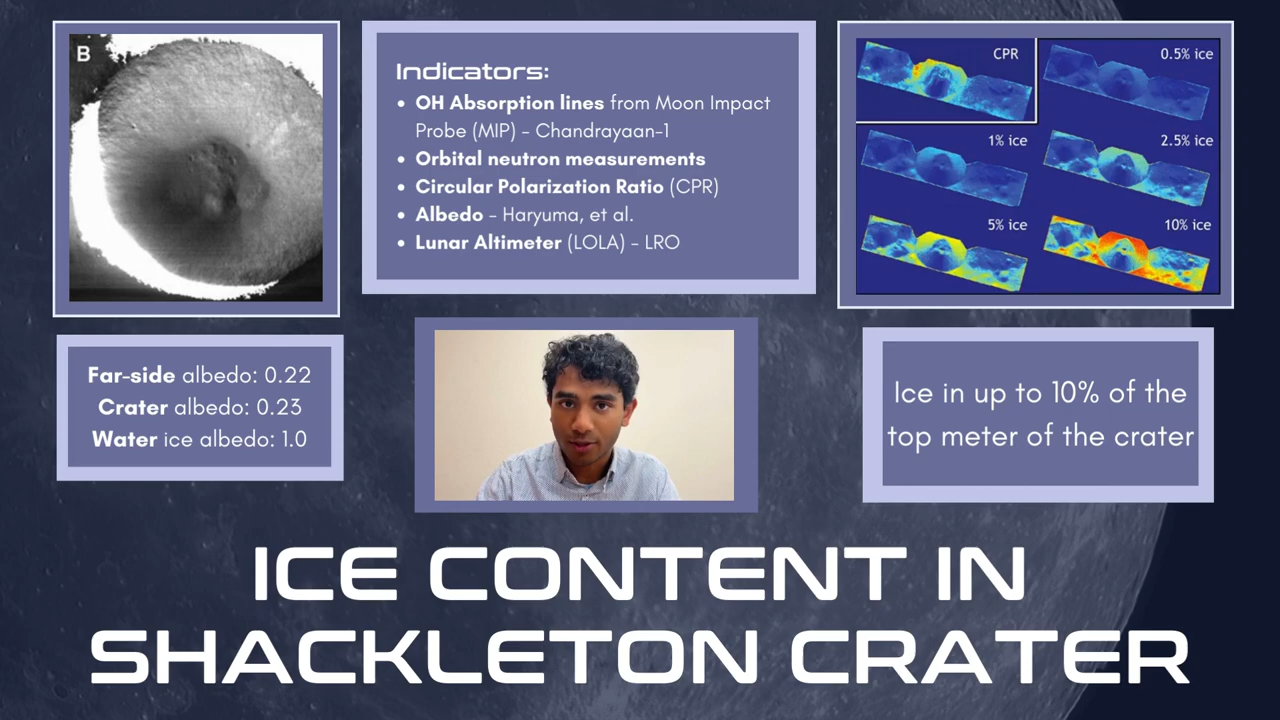 B
Indicators:
• OH Absorption lines from Moon Impact
Probe (MIP) - Chandrayaan-1
• Orbital neutron measurements
• Circular Polarization Ratio (CPR)
• Albedo - Haryuma, et al.
• Lunar Altimeter (LOLA) - LRO
CPR
0.5% ice
1% ice
2.5% ice
5% ice
10% ice
Far-side albedo: 0.22
Crater albedo: 0.23
Water ice albedo: 1.0
Ice in up to 10% of the
top meter of the crater
ICE CONTENT IN
SHACKLETON CRATER